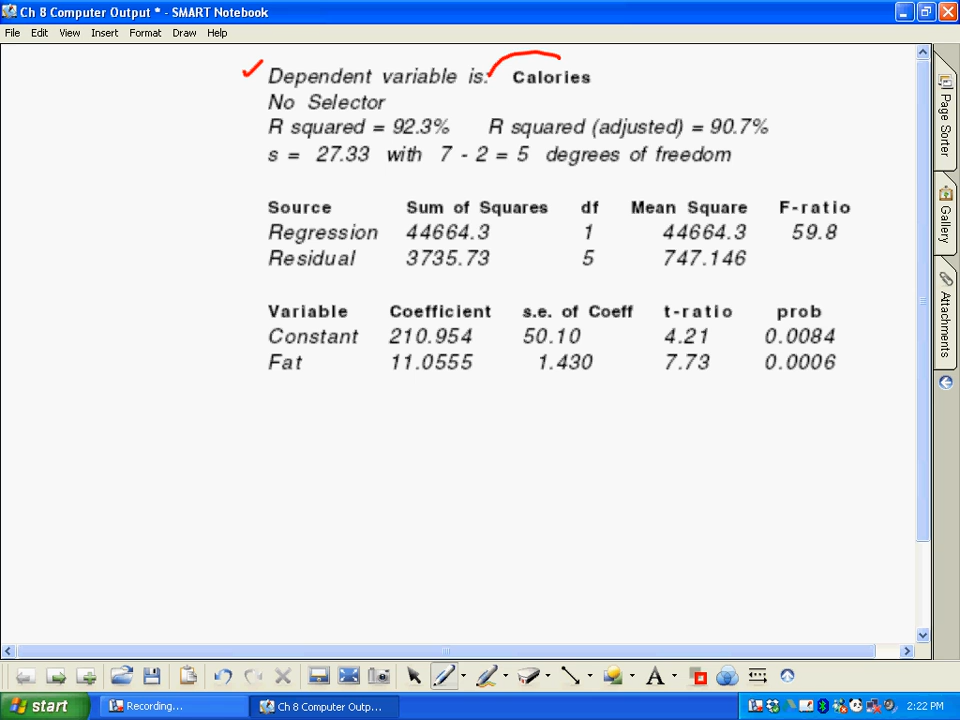 Ch 8 Computer Output * - SMART Notebook
File Edit View Insert Format Draw Help
Dependent variable is: Calories
No Selector
R squared = 92.3% R squared (adjusted) = 90.7%
s = 27.33 with 7 - 2 = 5 degrees of freedom
Source Sum of Squares df Mean Square F-ratio
Regression 44664.3 1 44664.3 59.8
Residual 3735.73 5 747.146
Variable Coefficient s.e. of Coeff t-ratio prob
Constant 210.954 50.10 4.21 0.0084
Fat 11.0555 1.430 7.73 0.0006
Page Sorter
Gallery
Attachments
A
start Recording... Ch 8 Computer Outp... 2:22 PM